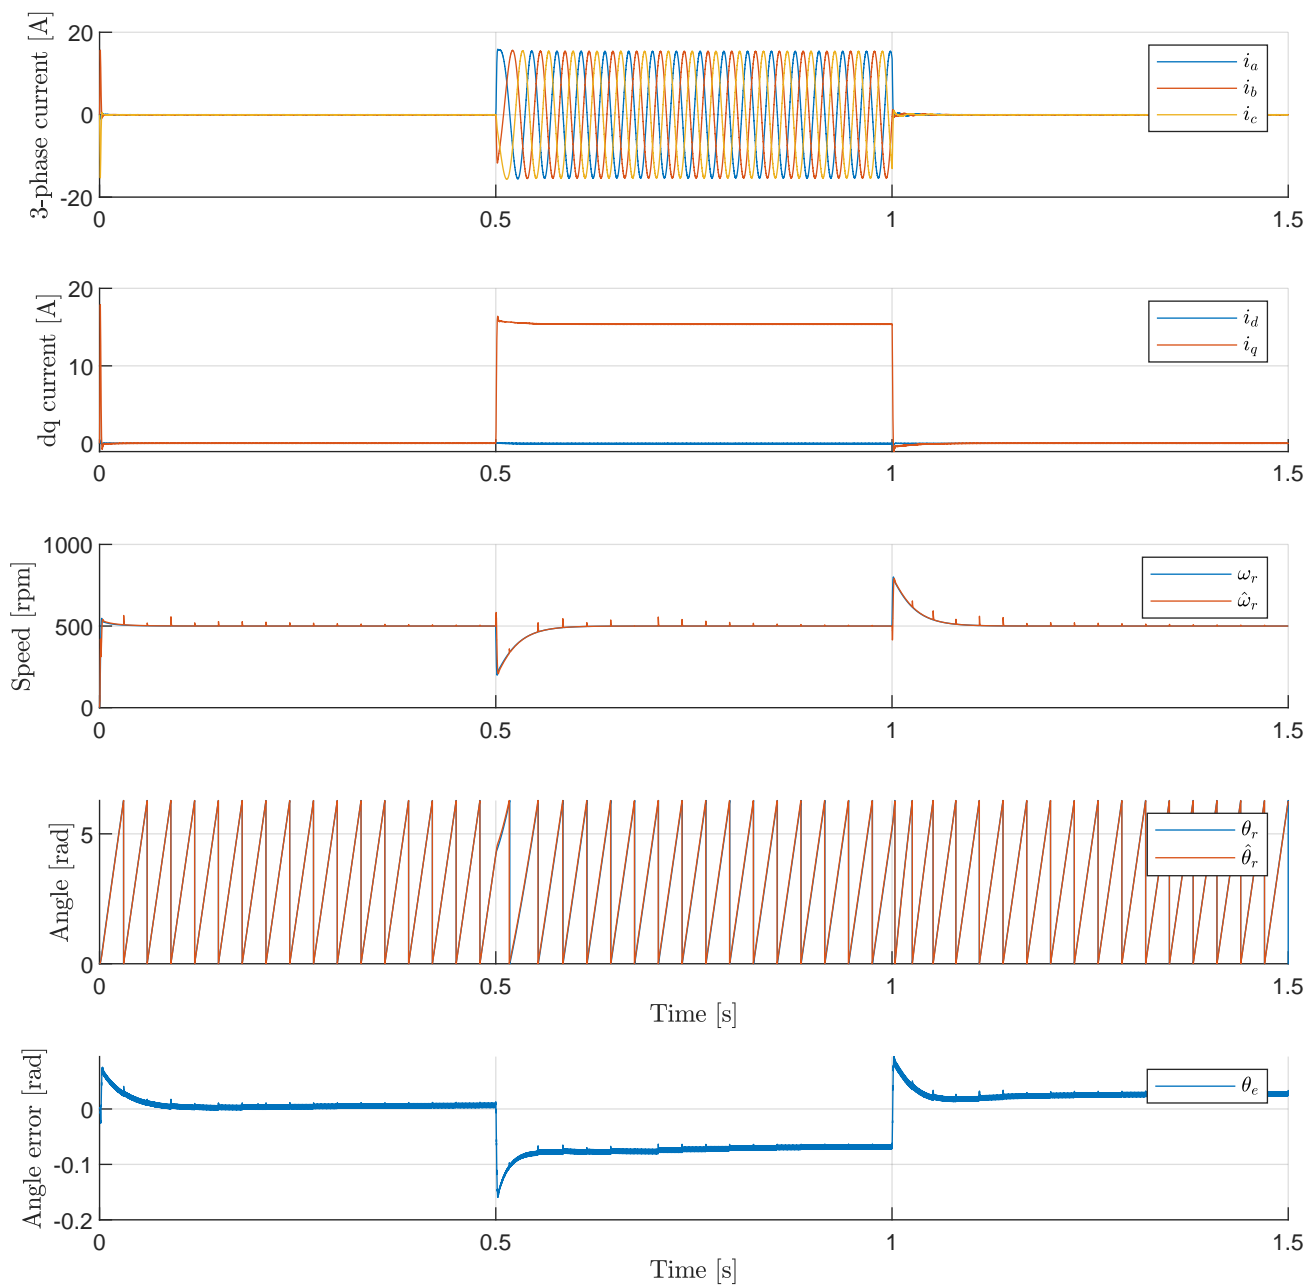 3-phase current [A]
20
0
-20
0
0.5
1
1.5
i_a
i_b
i_c
dq current [A]
20
10
0
0
0.5
1
1.5
i_d
i_q
Speed [rpm]
1000
500
0
0
0.5
1
1.5
ω_r
ω̂_r
Angle [rad]
5
0
0
0.5
1
1.5
θ_r
θ̂_r
Time [s]
Angle error [rad]
0
-0.1
-0.2
0
0.5
1
1.5
θ_e
Time [s]